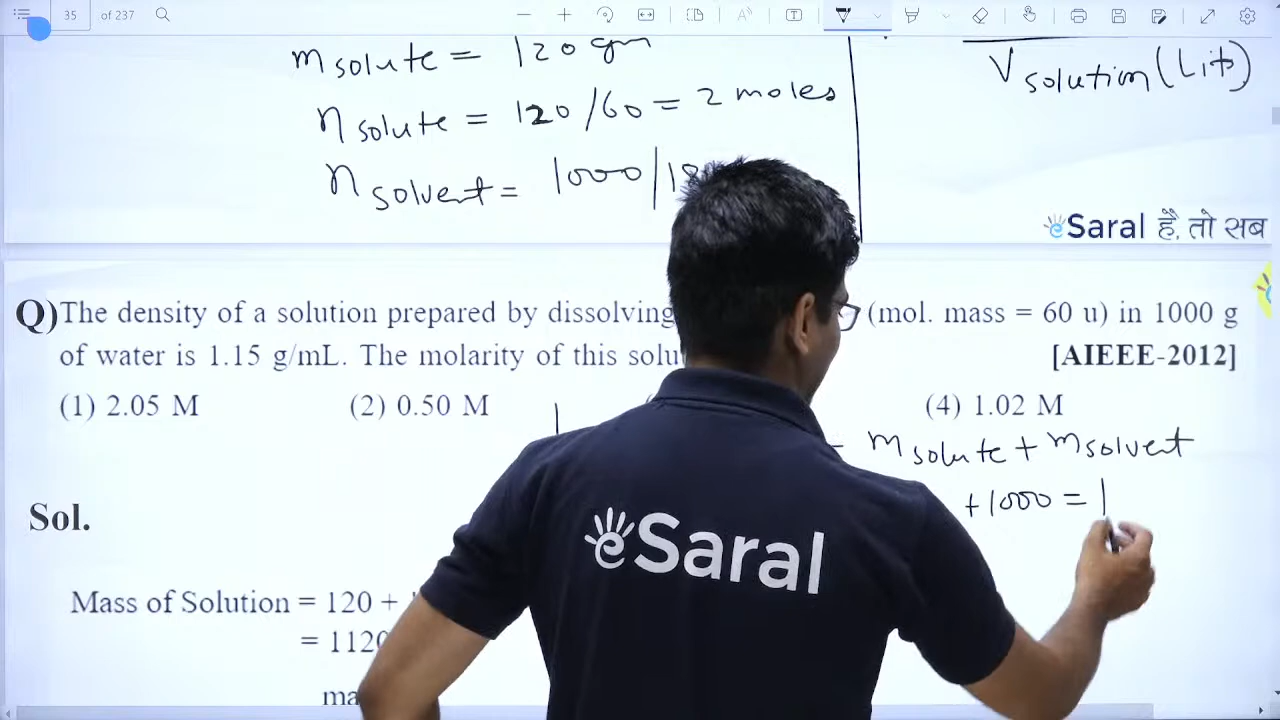 35 of 237
m solute = 120 gm
V solution (Lit)
n solute = 120/60 = 2 moles
n solvent = 1000/18
eSaral है, तो सब
Q) The density of a solution prepared by dissolving (mol. mass = 60 u) in 1000 g
of water is 1.15 g/mL. The molarity of this [AIEEE-2012]
(1) 2.05 M (2) 0.50 M (4) 1.02 M
m solute + m solvent
+1000 = 1
Sol.
eSaral
Mass of Solution = 120 +
= 1120